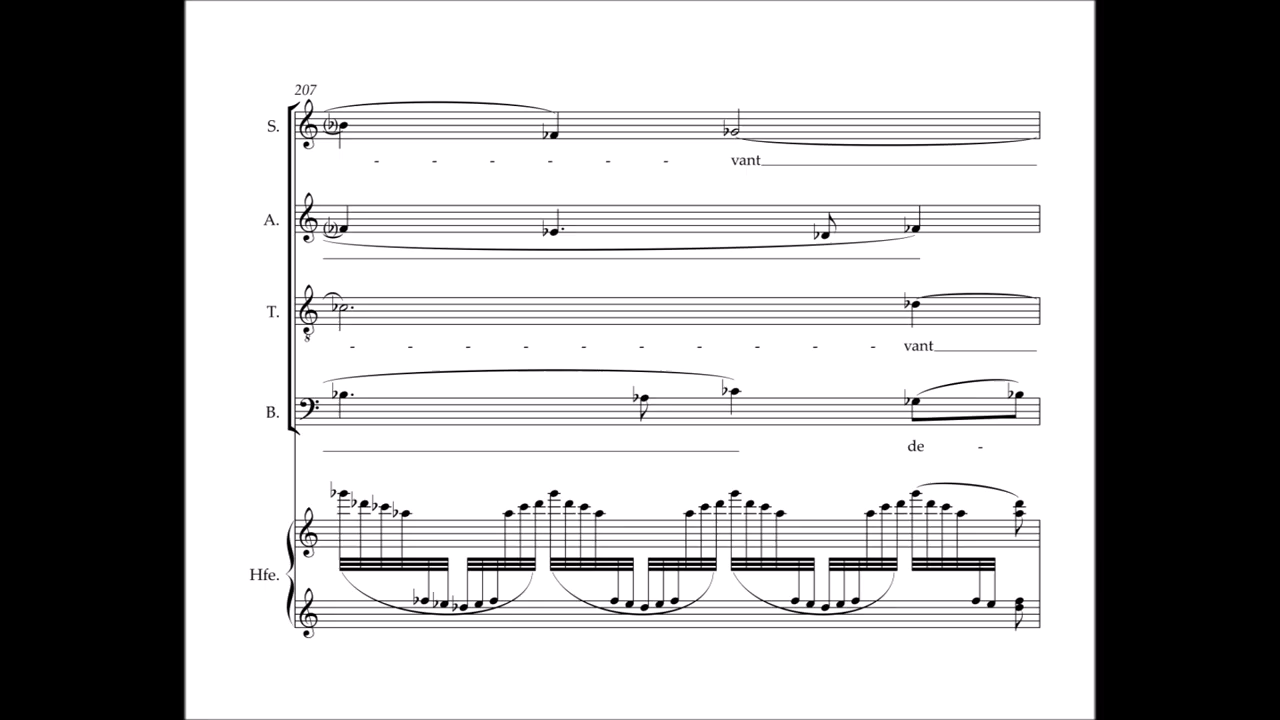 207
S.
- - - - - - vant
A.
T.
- - - - - - - - - - vant
B.
de -
Hfe.